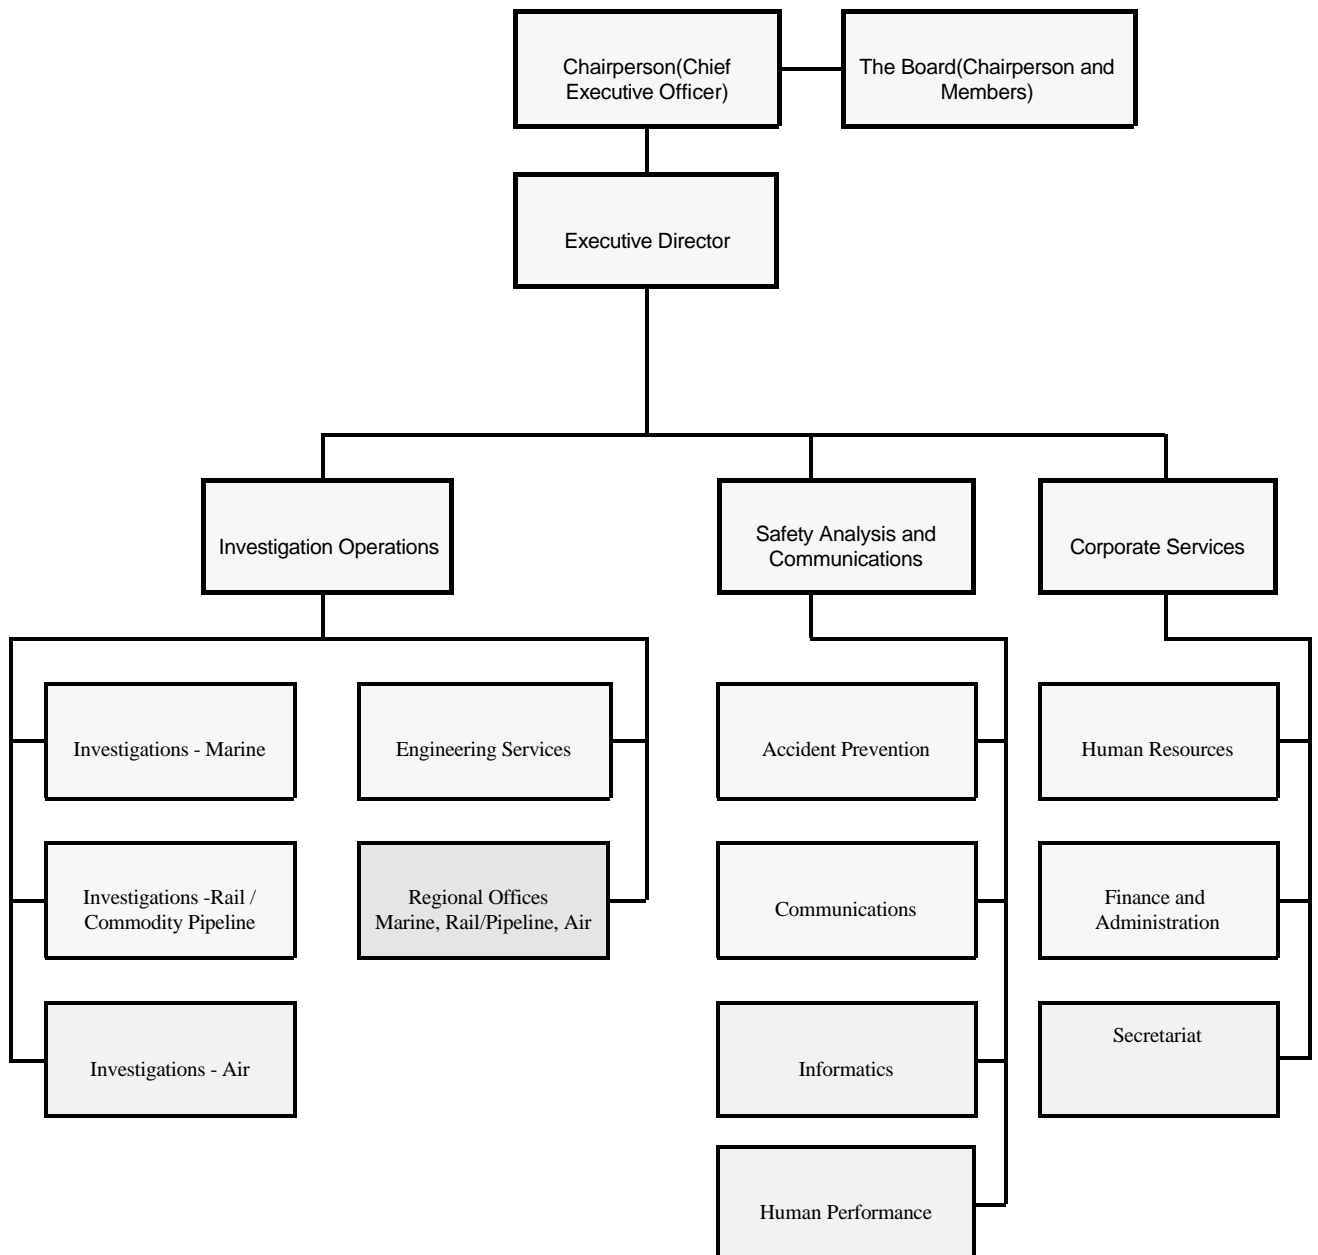 Chairperson(Chief
Executive Officer)
The Board(Chairperson and
Members)
Executive Director
Investigation Operations
Safety Analysis and
Communications
Corporate Services
Investigations - Marine
Engineering Services
Accident Prevention
Human Resources
Investigations -Rail /
Commodity Pipeline
Regional Offices
Marine, Rail/Pipeline, Air
Communications
Finance and
Administration
Investigations - Air
Informatics
Secretariat
Human Performance